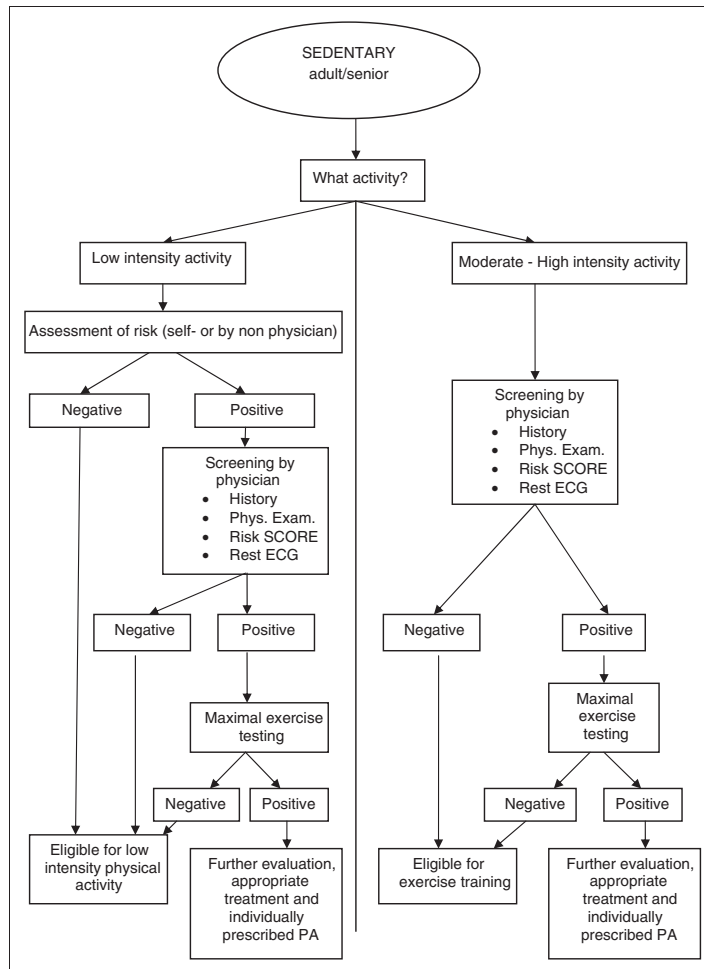 SEDENTARY
adult/senior
What activity?
Low intensity activity
Moderate - High intensity activity
Assessment of risk (self- or by non physician)
Negative
Positive
Screening by
physician
• History
• Phys. Exam.
• Risk SCORE
• Rest ECG
Screening by
physician
• History
• Phys. Exam.
• Risk SCORE
• Rest ECG
Negative
Positive
Negative
Positive
Maximal exercise
testing
Maximal
exercise
testing
Negative
Positive
Negative
Positive
Eligible for low
intensity physical
activity
Further evaluation,
appropriate
treatment and
individually
prescribed PA
Eligible for
exercise training
Further evaluation,
appropriate
treatment and
individually
prescribed PA